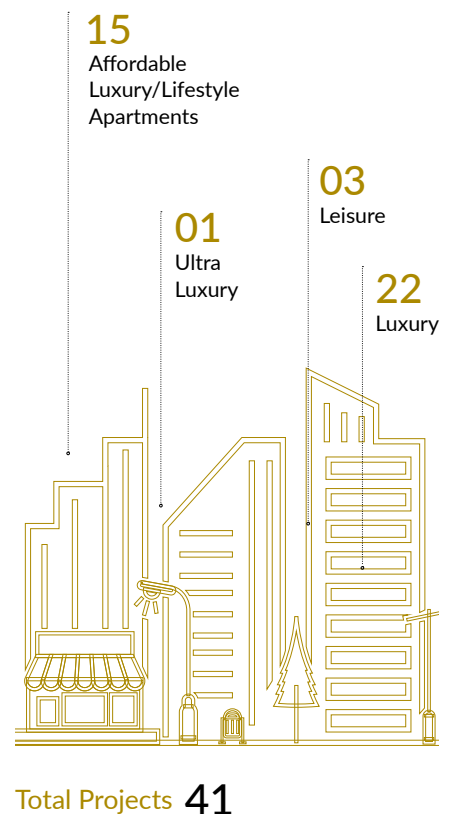 15
Affordable
Luxury/Lifestyle
Apartments
03
Leisure
01
Ultra
Luxury
22
Luxury
Total Projects 41